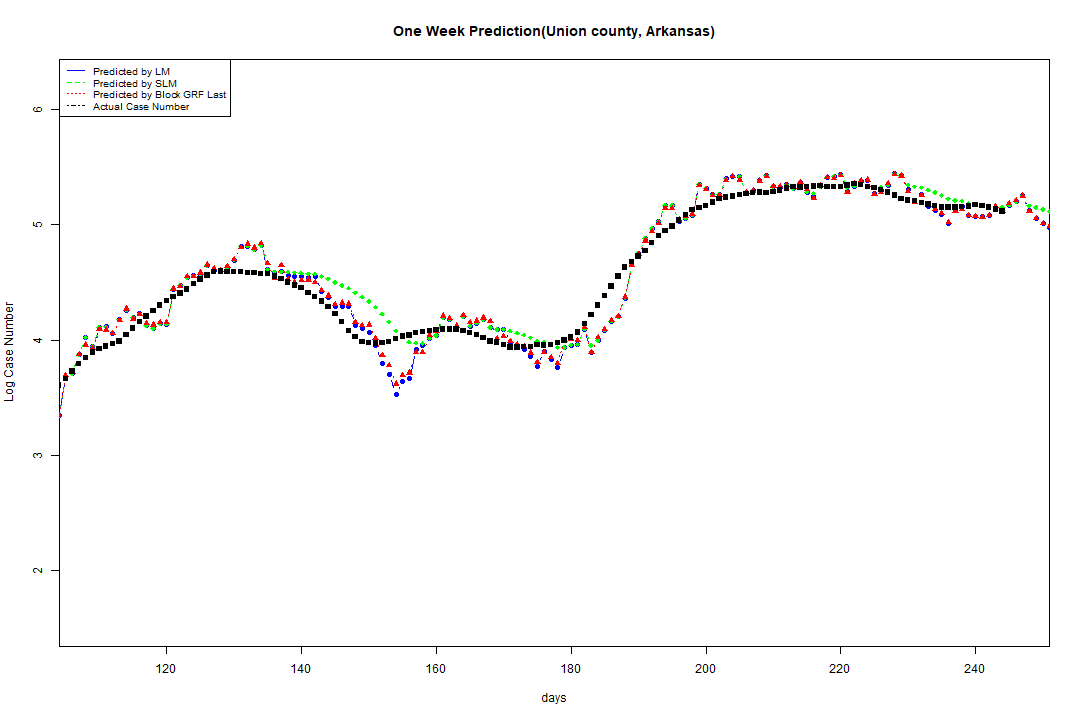 One Week Prediction(Union county, Arkansas)
Predicted by LM
Predicted by SLM
Predicted by Block GRF Last
Actual Case Number
6
5
4
3
2
Log Case Number
120 140 160 180 200 220 240
days